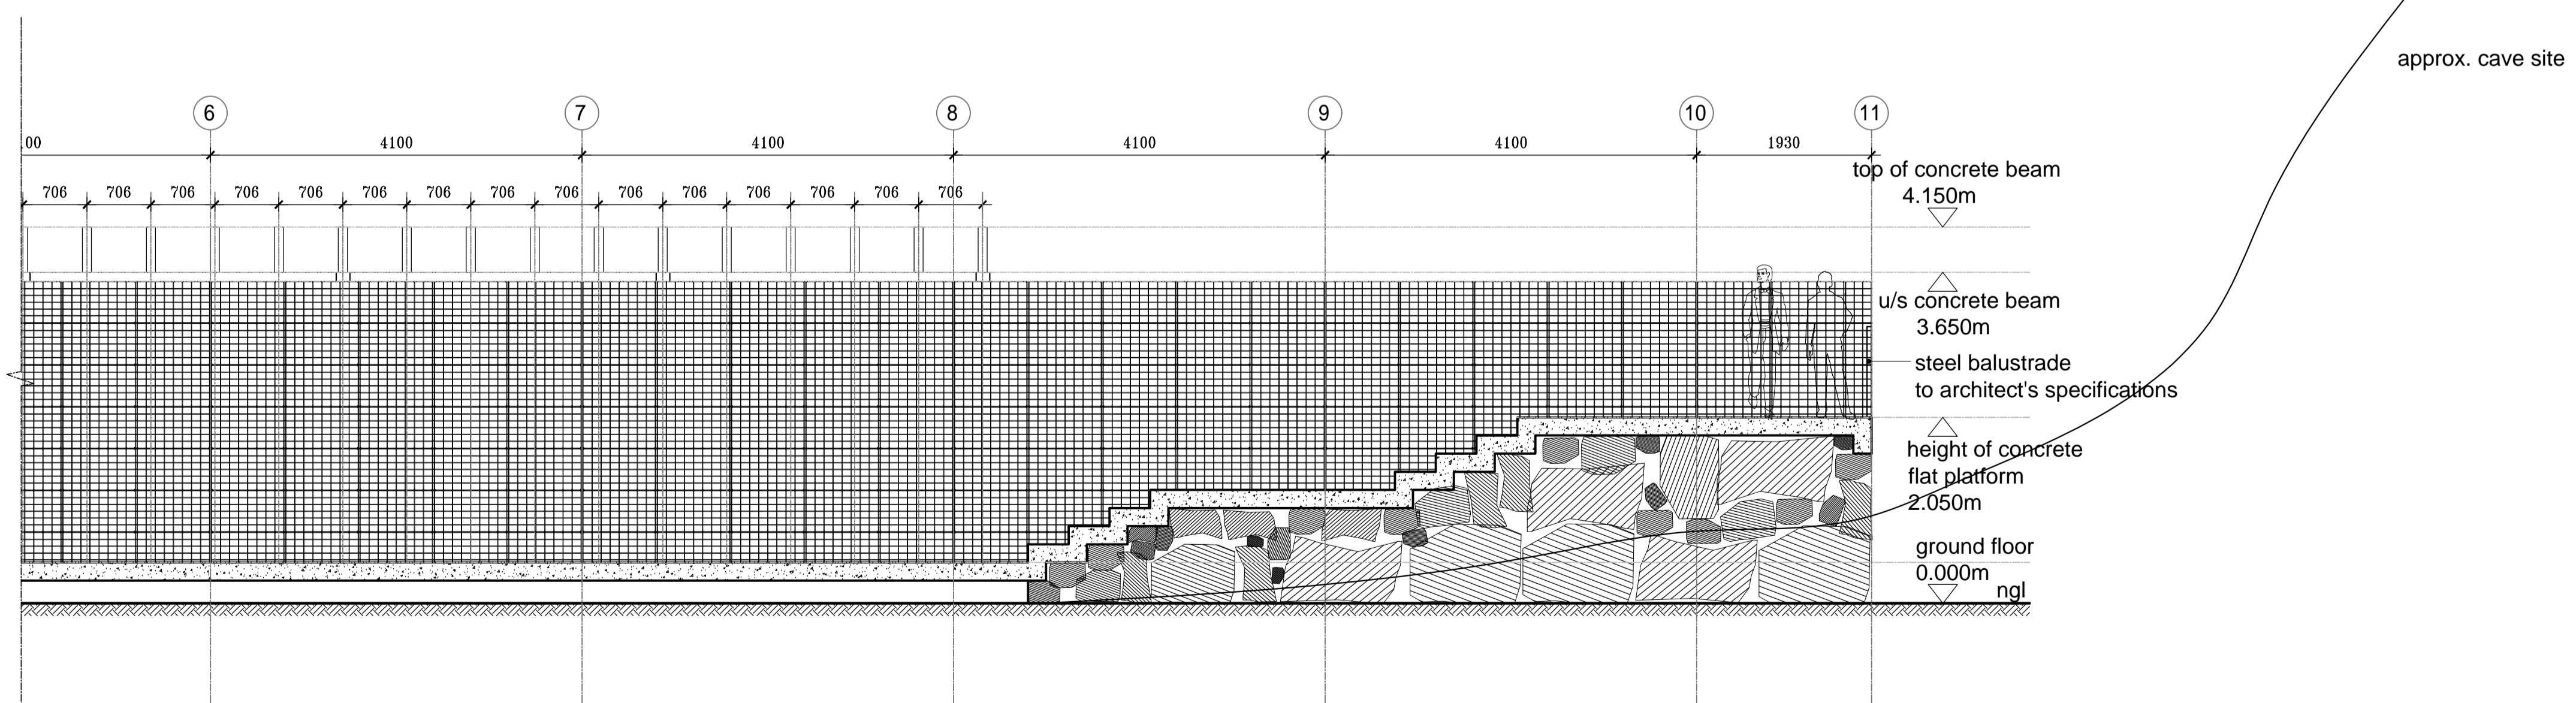 approx. cave site
6 7 8 9 10 11
00 4100 4100 4100 4100 1930
top of concrete beam
4.150m
706 706 706 706 706 706 706 706 706 706 706 706 706 706 706
u/s concrete beam
3.650m
steel balustrade
to architect's specifications
height of concrete
flat platform
2.050m
ground floor
0.000m
ngl